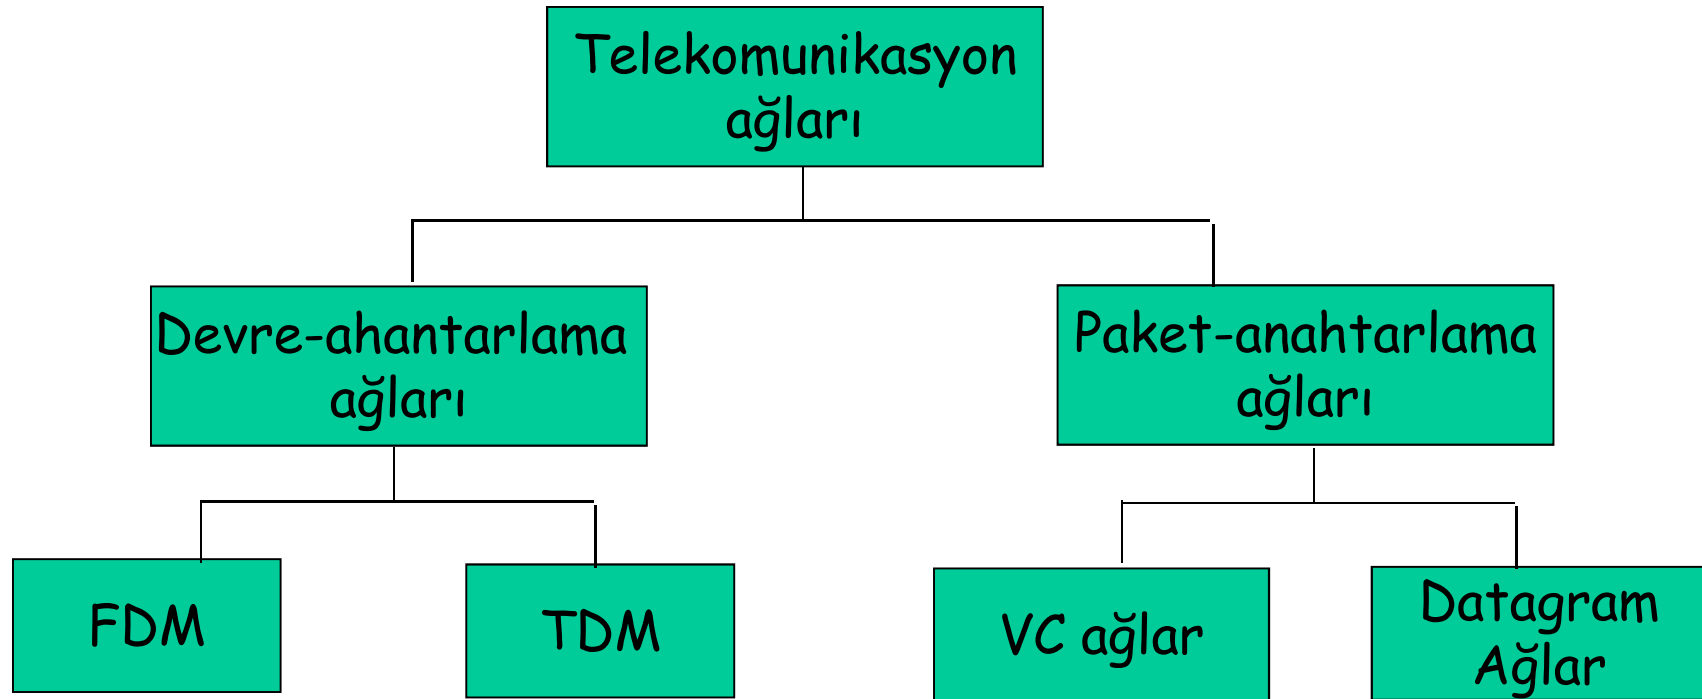 Telekomunikasyon
ağları
Devre-ahantarlama
ağları
Paket-anahtarlama
ağları
FDM
TDM
VC ağlar
Datagram
Ağlar